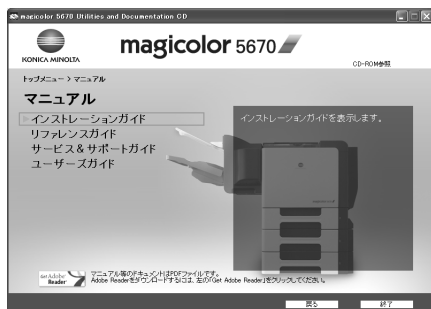 magicolor 5670 Utilities and Documentation CD
KONICA MINOLTA
magicolor 5670
CD-ROM参照
トップメニュー > マニュアル
マニュアル
インストレーションガイド
リファレンスガイド
サービス＆サポートガイド
ユーザーズガイド
インストレーションガイドを表示します。
Get Adobe Reader
マニュアル等のドキュメントはPDFファイルです。
Adobe Readerをダウンロードするには、左の「Get Adobe Reader」をクリックしてください。
戻る
終了